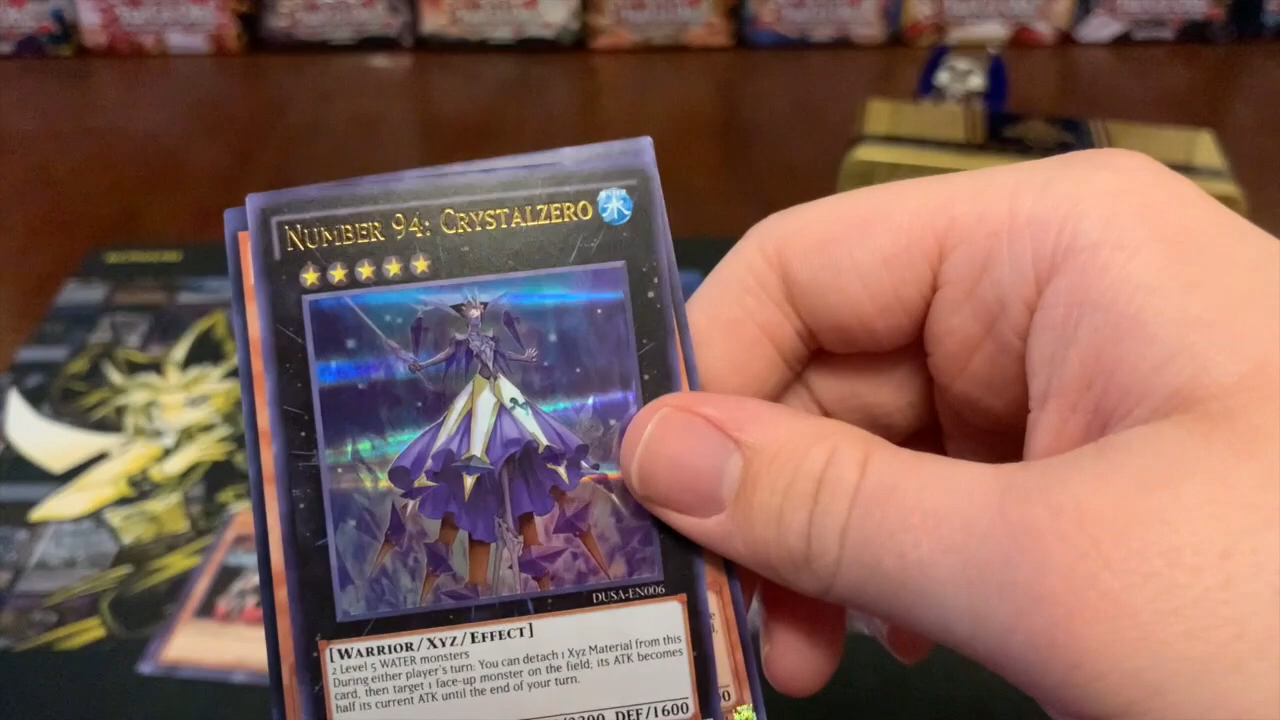 NUMBER 94: CRYSTALZERO
水
DUSA-EN006
[WARRIOR/XYZ/EFFECT]
2 Level 5 WATER monsters
During either player's turn: You can detach 1 Xyz Material from this
card, then target 1 face-up monster on the field; its ATK becomes
half its current ATK until the end of your turn.
DEF/1600